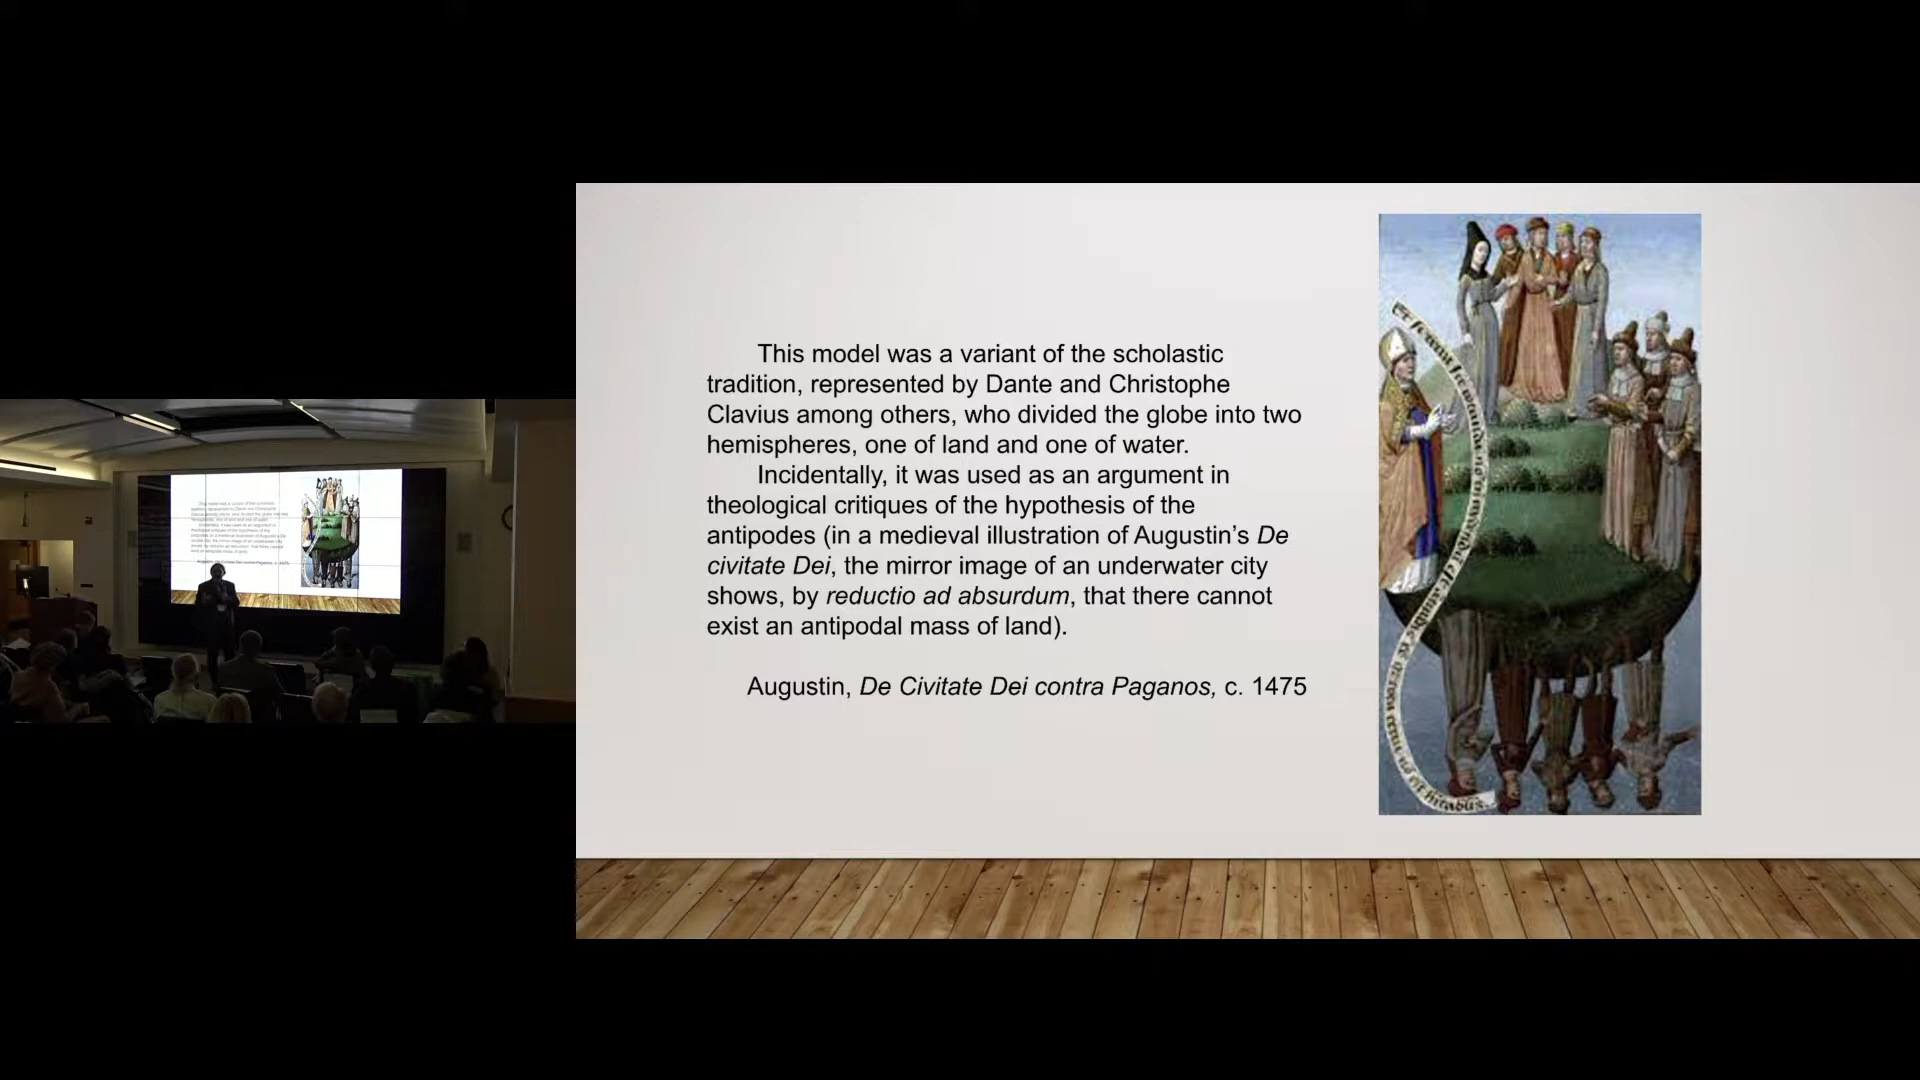 This model was a variant of the scholastic
tradition, represented by Dante and Christophe
Clavius among others, who divided the globe into two
hemispheres, one of land and one of water.
Incidentally, it was used as an argument in
theological critiques of the hypothesis of the
antipodes (in a medieval illustration of Augustin’s De
civitate Dei, the mirror image of an underwater city
shows, by reductio ad absurdum, that there cannot
exist an antipodal mass of land).
Augustin, De Civitate Dei contra Paganos, c. 1475